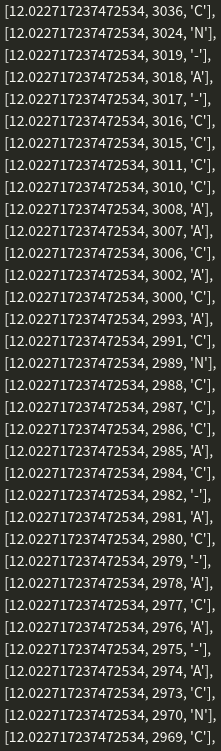 [12.022717237472534, 3036, 'C'],
[12.022717237472534, 3024, 'N'],
[12.022717237472534, 3019, '-'],
[12.022717237472534, 3018, 'A'],
[12.022717237472534, 3017, '-'],
[12.022717237472534, 3016, 'C'],
[12.022717237472534, 3015, 'C'],
[12.022717237472534, 3011, 'C'],
[12.022717237472534, 3010, 'C'],
[12.022717237472534, 3008, 'A'],
[12.022717237472534, 3007, 'A'],
[12.022717237472534, 3006, 'C'],
[12.022717237472534, 3002, 'A'],
[12.022717237472534, 3000, 'C'],
[12.022717237472534, 2993, 'A'],
[12.022717237472534, 2991, 'C'],
[12.022717237472534, 2989, 'N'],
[12.022717237472534, 2988, 'C'],
[12.022717237472534, 2987, 'C'],
[12.022717237472534, 2986, 'C'],
[12.022717237472534, 2985, 'A'],
[12.022717237472534, 2984, 'C'],
[12.022717237472534, 2982, '-'],
[12.022717237472534, 2981, 'A'],
[12.022717237472534, 2980, 'C'],
[12.022717237472534, 2979, '-'],
[12.022717237472534, 2978, 'A'],
[12.022717237472534, 2977, 'C'],
[12.022717237472534, 2976, 'A'],
[12.022717237472534, 2975, '-'],
[12.022717237472534, 2974, 'A'],
[12.022717237472534, 2973, 'C'],
[12.022717237472534, 2970, 'N'],
[12.022717237472534, 2969, 'C'],